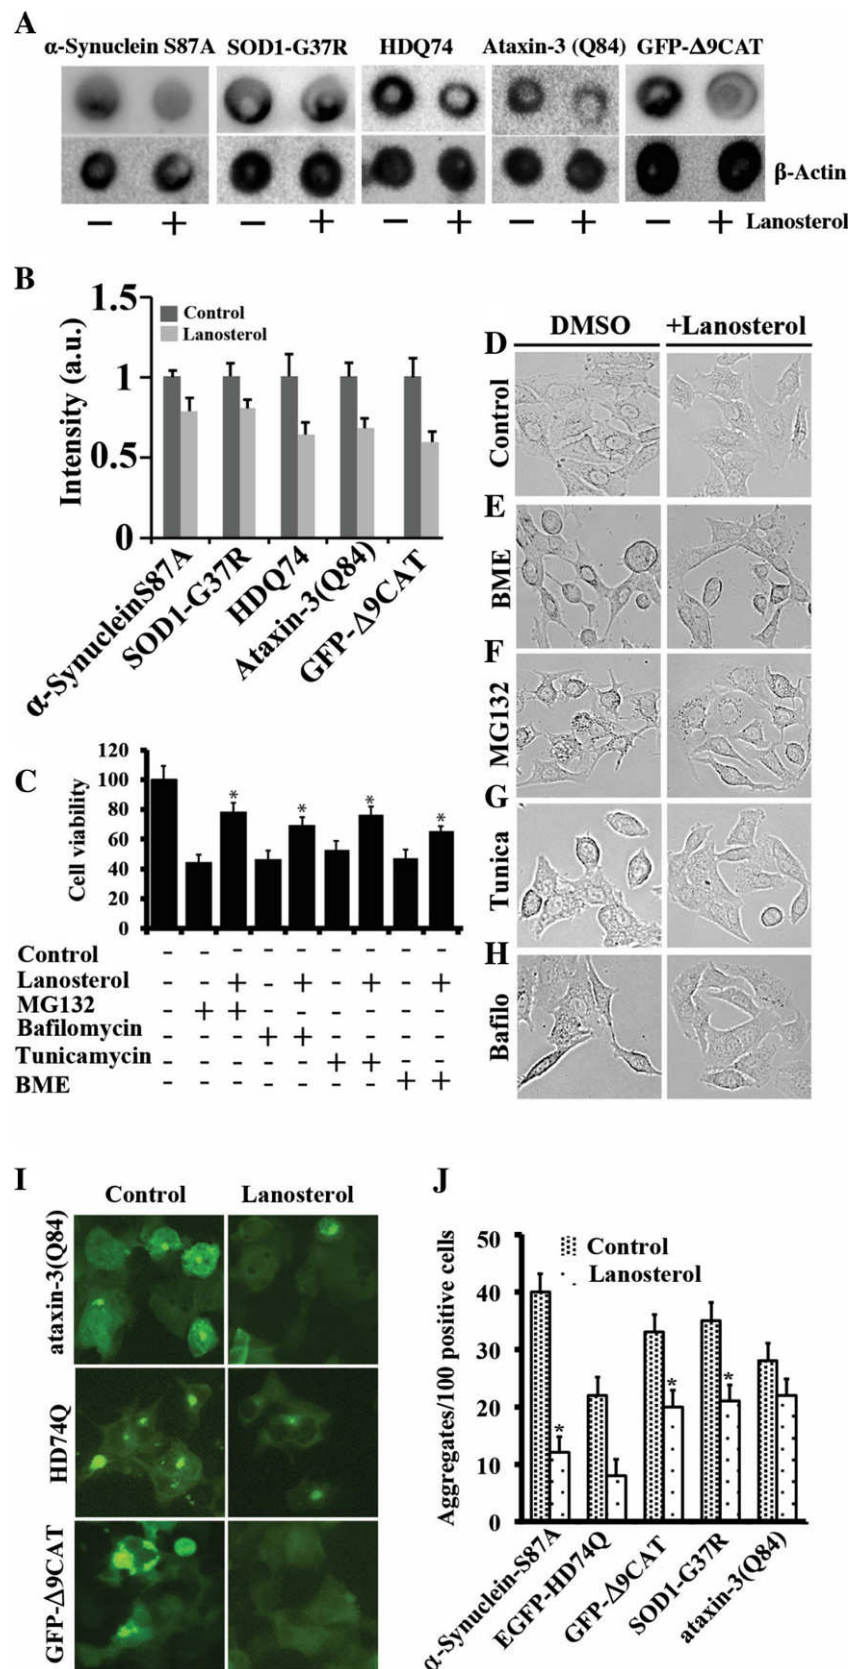 A
α-Synuclein S87A SOD1-G37R HDQ74 Ataxin-3 (Q84) GFP-Δ9CAT
β-Actin
− + − + − + − + − + Lanosterol
B
1.5
1
0.5
0
Intensity (a.u.)
Control
Lanosterol
α-SynucleinS87A
SOD1-G37R
HDQ74
Ataxin-3(Q84)
GFP-Δ9CAT
C
120
100
80
60
40
20
0
Cell viability
* * * *
Control - - - - - - - - -
Lanosterol - - + - + - + - +
MG132 - + + - - - - - -
Bafilomycin - - - + + - - - -
Tunicamycin - - - - - + + - -
BME - - - - - - - + +
DMSO +Lanosterol
D
Control
E
BME
F
MG132
G
Tunica
H
Bafilo
I
Control Lanosterol
ataxin-3(Q84)
HD74Q
GFP-Δ9CAT
J
50
40
30
20
10
0
Aggregates/100 positive cells
Control
Lanosterol
* * *
α-Synuclein-S87A
EGFP-HD74Q
GFP-Δ9CAT
SOD1-G37R
ataxin-3(Q84)